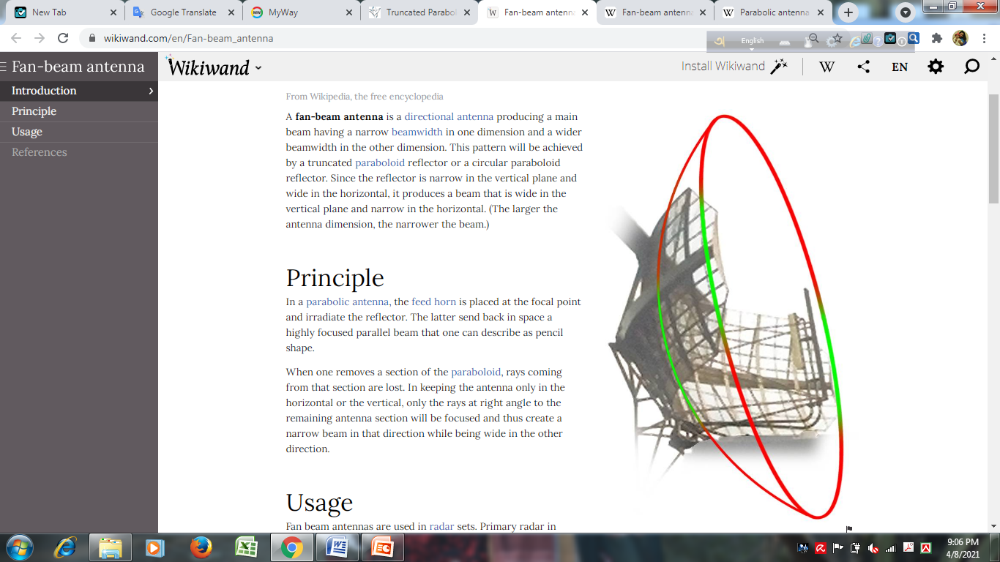 New Tab
Google Translate
MyWay
Truncated Parabol
Fan-beam antenna
Fan-beam antenna
Parabolic antenna
wikiwand.com/en/Fan-beam_antenna
English
Fan-beam antenna
Wikiwand
Install Wikiwand
W
EN
Introduction
Principle
Usage
References
From Wikipedia, the free encyclopedia
A fan-beam antenna is a directional antenna producing a main
beam having a narrow beamwidth in one dimension and a wider
beamwidth in the other dimension. This pattern will be achieved
by a truncated paraboloid reflector or a circular paraboloid
reflector. Since the reflector is narrow in the vertical plane and
wide in the horizontal, it produces a beam that is wide in the
vertical plane and narrow in the horizontal. (The larger the
antenna dimension, the narrower the beam.)
Principle
In a parabolic antenna, the feed horn is placed at the focal point
and irradiate the reflector. The latter send back in space a
highly focused parallel beam that one can describe as pencil
shape.
When one removes a section of the paraboloid, rays coming
from that section are lost. In keeping the antenna only in the
horizontal or the vertical, only the rays at right angle to the
remaining antenna section will be focused and thus create a
narrow beam in that direction while being wide in the other
direction.
Usage
Fan beam antennas are used in radar sets. Primary radar in
9:06 PM
4/8/2021